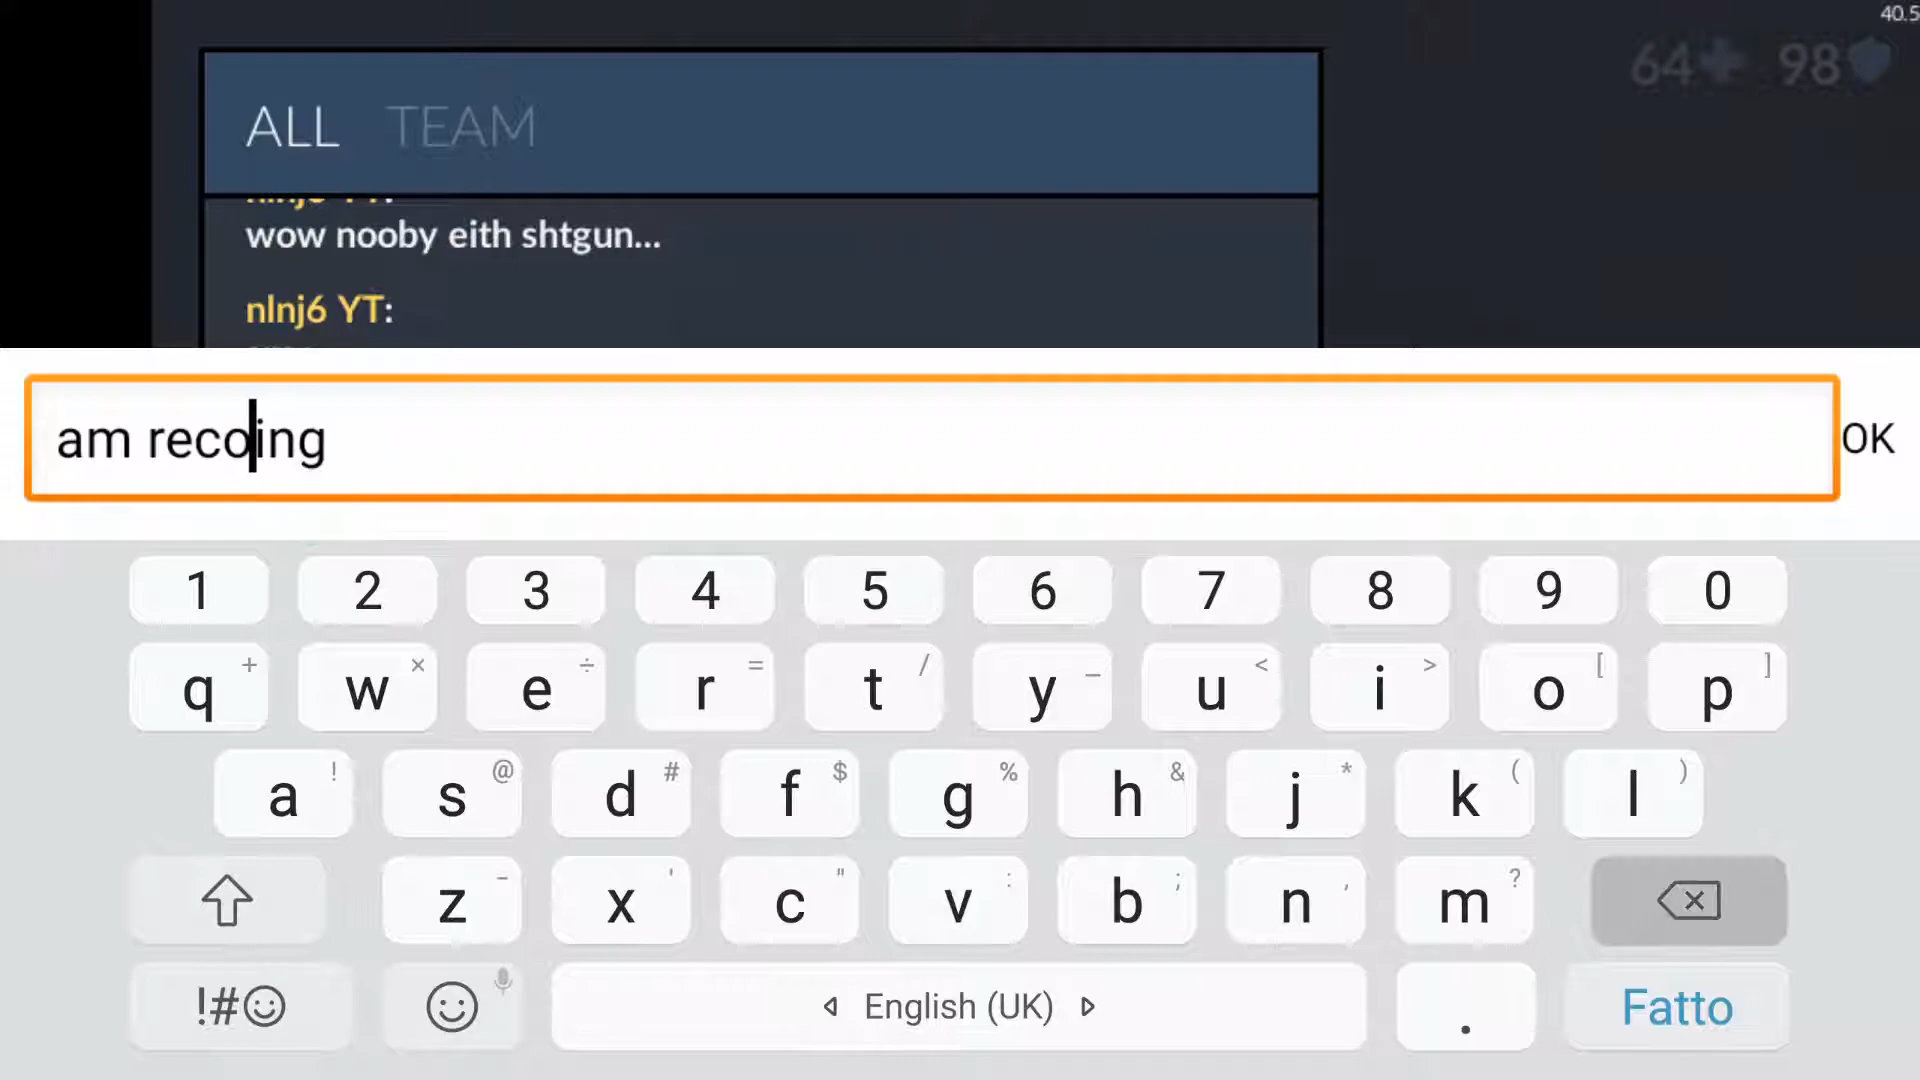 40.5
64 98
ALL TEAM
wow nooby eith shtgun...
nlnj6 YT:
am recoing
OK
1 2 3 4 5 6 7 8 9 0
q + w × e ÷ r = t / y _ u < i > o [ p ]
a ! s @ d # f $ g % h & j * k ( l )
z - x ' c " v : b ; n , m ?
!#☺ English (UK) . Fatto